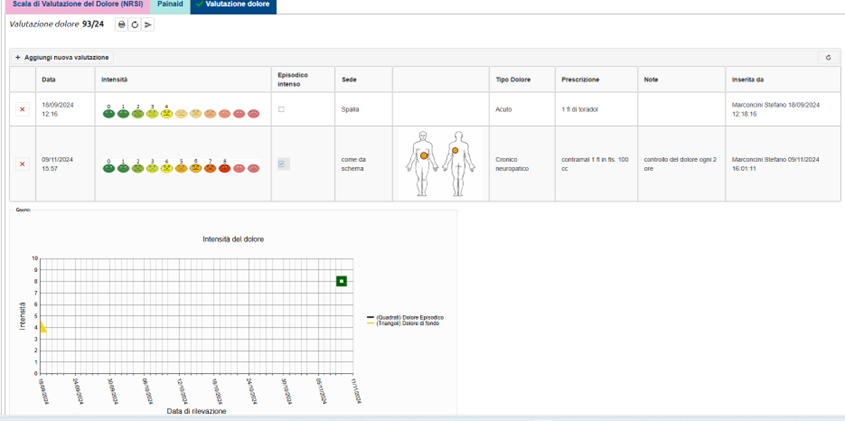 Scala di Valutazione del Dolore (NRSI) Painaid Valutazione dolore
Valutazione dolore 93/24
+ Aggiungi nuova valutazione
Data Intensità Episodico intenso Sede Tipo Dolore Prescrizione Note Inserita da
18/09/2024 12:16 0 1 2 3 4 Spalla Acuto 1 fl di toradol Marconcini Stefano 18/09/2024 12:18:16
09/11/2024 15:57 0 1 2 3 4 5 6 7 8 come da schema Cronico neuropatico contramal 1 fl in fis. 100 cc controllo del dolore ogni 2 ore Marconcini Stefano 09/11/2024 16:01:11
Intensità del dolore
Intensità
10
9
8
7
6
5
4
3
2
1
0
(Quadrati) Dolore Episodico
(Triangoli) Dolore di fondo
18/09/2024 24/09/2024 30/09/2024 06/10/2024 12/10/2024 18/10/2024 24/10/2024 30/10/2024 05/11/2024 11/11/2024
Data di rilevazione